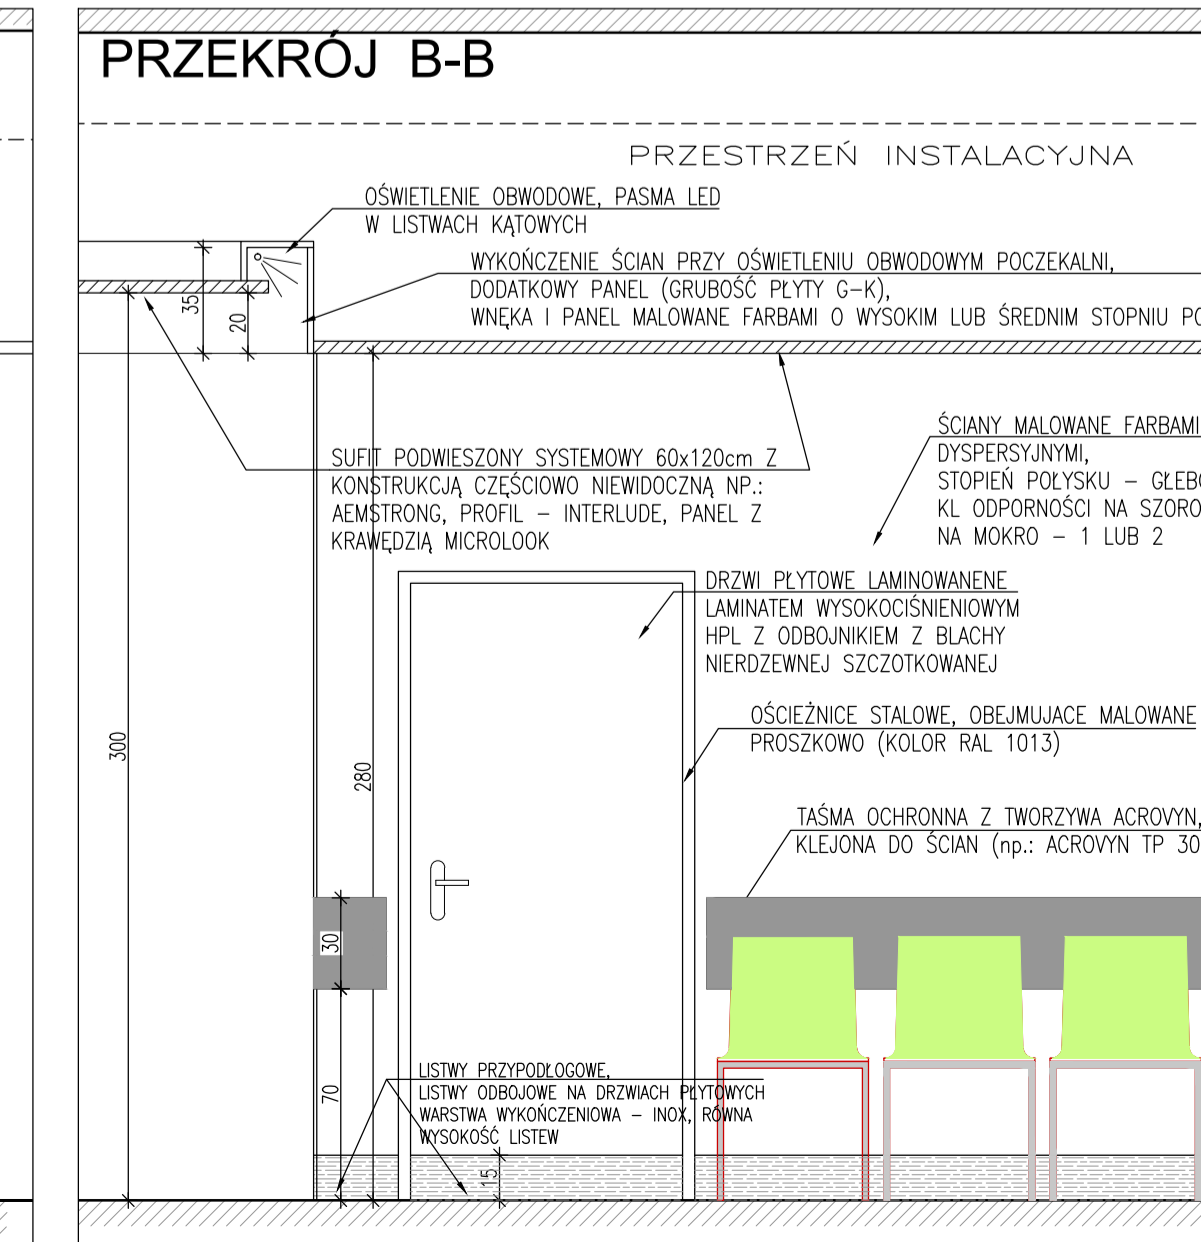 PRZEKRÓJ B-B
PRZESTRZEŃ INSTALACYJNA
OŚWIETLENIE OBWODOWE, PASMA LED
W LISTWACH KĄTOWYCH
WYKOŃCZENIE ŚCIAN PRZY OŚWIETLENIU OBWODOWYM POCZEKALNI,
DODATKOWY PANEL (GRUBOŚĆ PŁYTY G-K),
WNĘKA I PANEL MALOWANE FARBAMI O WYSOKIM LUB ŚREDNIM STOPNIU
35
20
SUFIT PODWIESZONY SYSTEMOWY 60x120cm Z
KONSTRUKCJĄ CZĘŚCIOWO NIEWIDOCZNĄ NP.:
AEMSTRONG, PROFIL – INTERLUDE, PANEL Z
KRAWĘDZIĄ MICROLOOK
ŚCIANY MALOWANE FARBAMI
DYSPERSYJNYMI,
STOPIEŃ POŁYSKU –
KL ODPORNOŚCI NA
NA MOKRO – 1 LUB 2
DRZWI PŁYTOWE LAMINOWANENE
LAMINATEM WYSOKOCIŚNIENIOWYM
HPL Z ODBOJNIKIEM Z BLACHY
NIERDZEWNEJ SZCZOTKOWANEJ
OŚCIEŻNICE STALOWE, OBEJMUJACE MALOWANE
PROSZKOWO (KOLOR RAL 1013)
300
280
TAŚMA OCHRONNA Z TWORZYWA ACROVYN,
KLEJONA DO ŚCIAN (np.: ACROVYN TP 30
30
70
LISTWY PRZYPODŁOGOWE,
LISTWY ODBOJOWE NA DRZWIACH PŁYTOWYCH
WARSTWA WYKOŃCZENIOWA – INOX, RÓWNA
WYSOKOŚĆ LISTEW
15